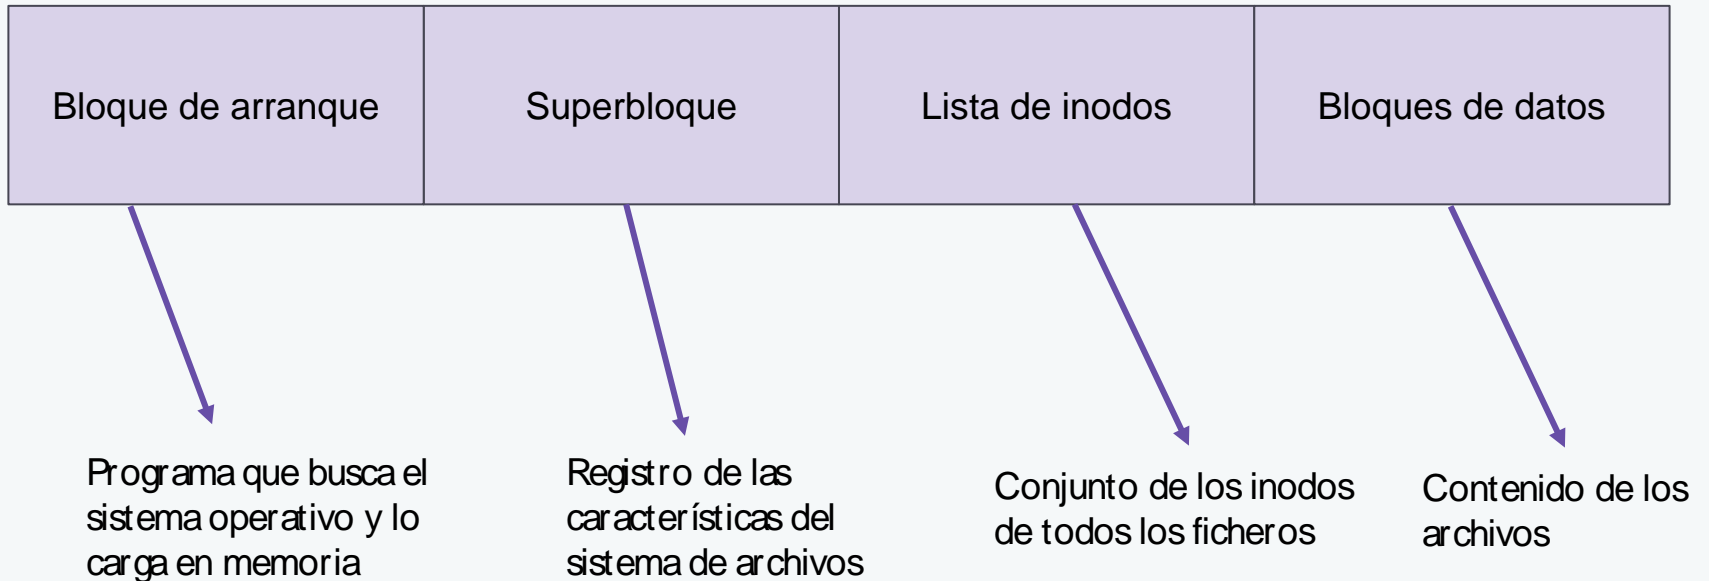 Bloque de arranque
Superbloque
Lista de inodos
Bloques de datos
Programa que busca el
sistema operativo y lo
carga en memoria
Registro de las
características del
sistema de archivos
Conjunto de los inodos
de todos los ficheros
Contenido de los
archivos